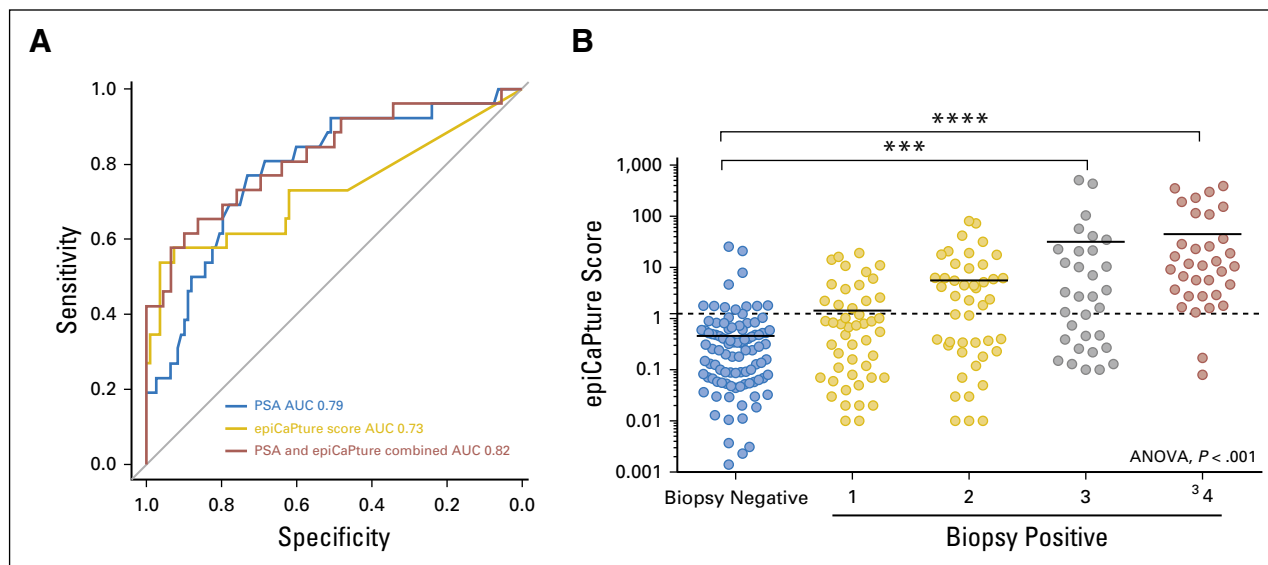 A
1.0
0.8
0.6
0.4
0.2
0.0
Sensitivity
PSA AUC 0.79
epiCaPture score AUC 0.73
PSA and epiCaPture combined AUC 0.82
1.0 0.8 0.6 0.4 0.2 0.0
Specificity
B
****
***
1,000
100
10
1
0.1
0.01
0.001
epiCaPture Score
ANOVA, P < .001
Biopsy Negative 1 2 3 ³ 4
Biopsy Positive